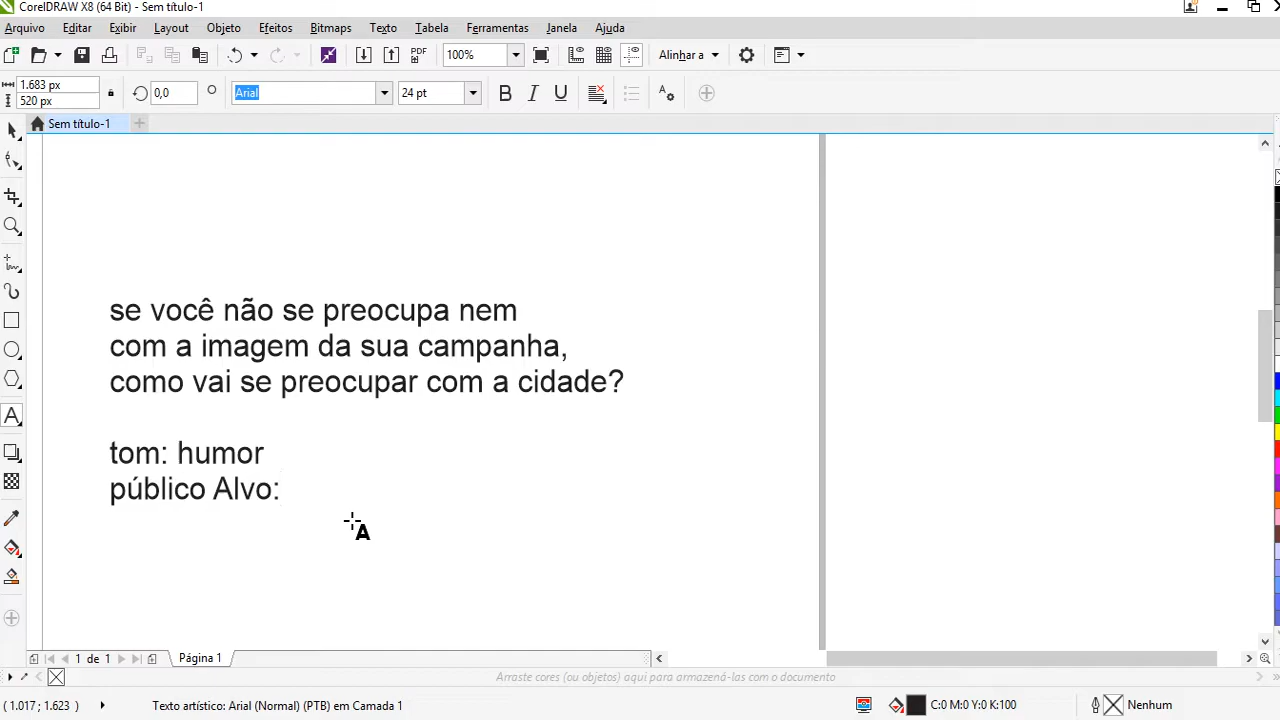 CorelDRAW X8 (64 Bit) - Sem título-1
Arquivo Editar Exibir Layout Objeto Efeitos Bitmaps Texto Tabela Ferramentas Janela Ajuda
PDF 100% Alinhar a
1.683 px
520 px
0,0 Arial 24 pt B I U
Sem título-1
se você não se preocupa nem
com a imagem da sua campanha,
como vai se preocupar com a cidade?
tom: humor
público Alvo:
A
1 de 1 Página 1
Arraste cores (ou objetos) aqui para armazená-las com o documento
(1.017 ; 1.623 ) Texto artístico: Arial (Normal) (PTB) em Camada 1 C:0 M:0 Y:0 K:100 Nenhum